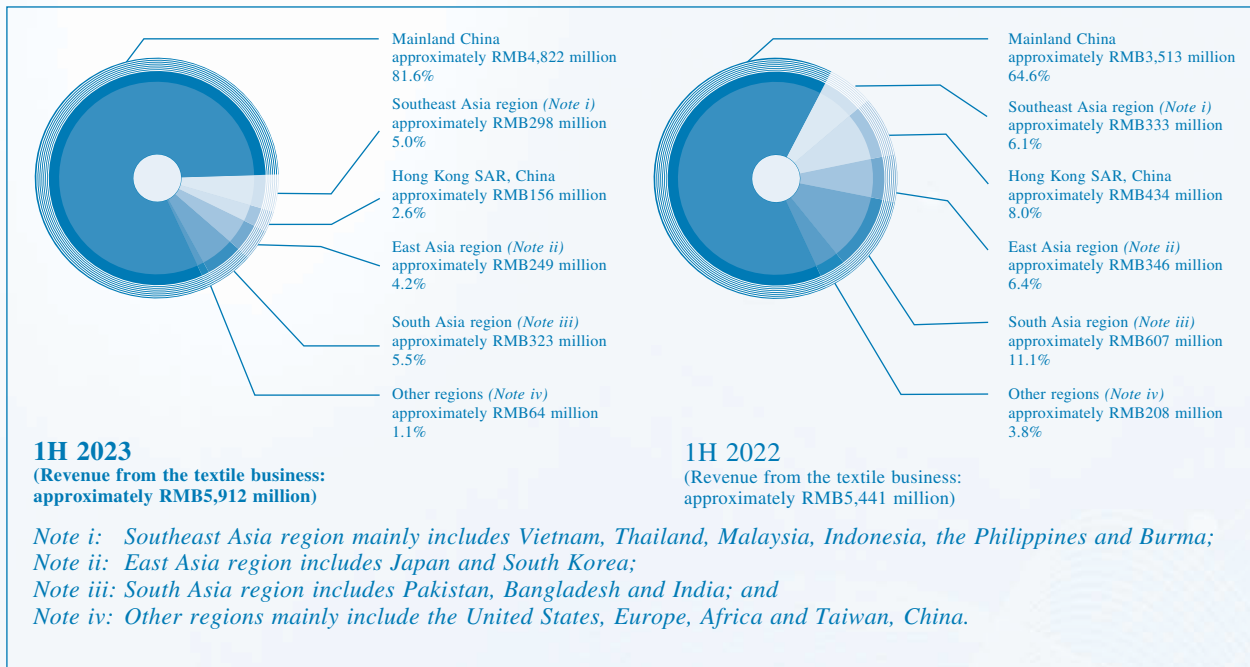 Mainland China
approximately RMB4,822 million
81.6%
Southeast Asia region (Note i)
approximately RMB298 million
5.0%
Hong Kong SAR, China
approximately RMB156 million
2.6%
East Asia region (Note ii)
approximately RMB249 million
4.2%
South Asia region (Note iii)
approximately RMB323 million
5.5%
Other regions (Note iv)
approximately RMB64 million
1.1%
1H 2023
(Revenue from the textile business:
approximately RMB5,912 million)
Mainland China
approximately RMB3,513 million
64.6%
Southeast Asia region (Note i)
approximately RMB333 million
6.1%
Hong Kong SAR, China
approximately RMB434 million
8.0%
East Asia region (Note ii)
approximately RMB346 million
6.4%
South Asia region (Note iii)
approximately RMB607 million
11.1%
Other regions (Note iv)
approximately RMB208 million
3.8%
1H 2022
(Revenue from the textile business:
approximately RMB5,441 million)
Note i: Southeast Asia region mainly includes Vietnam, Thailand, Malaysia, Indonesia, the Philippines and Burma;
Note ii: East Asia region includes Japan and South Korea;
Note iii: South Asia region includes Pakistan, Bangladesh and India; and
Note iv: Other regions mainly include the United States, Europe, Africa and Taiwan, China.